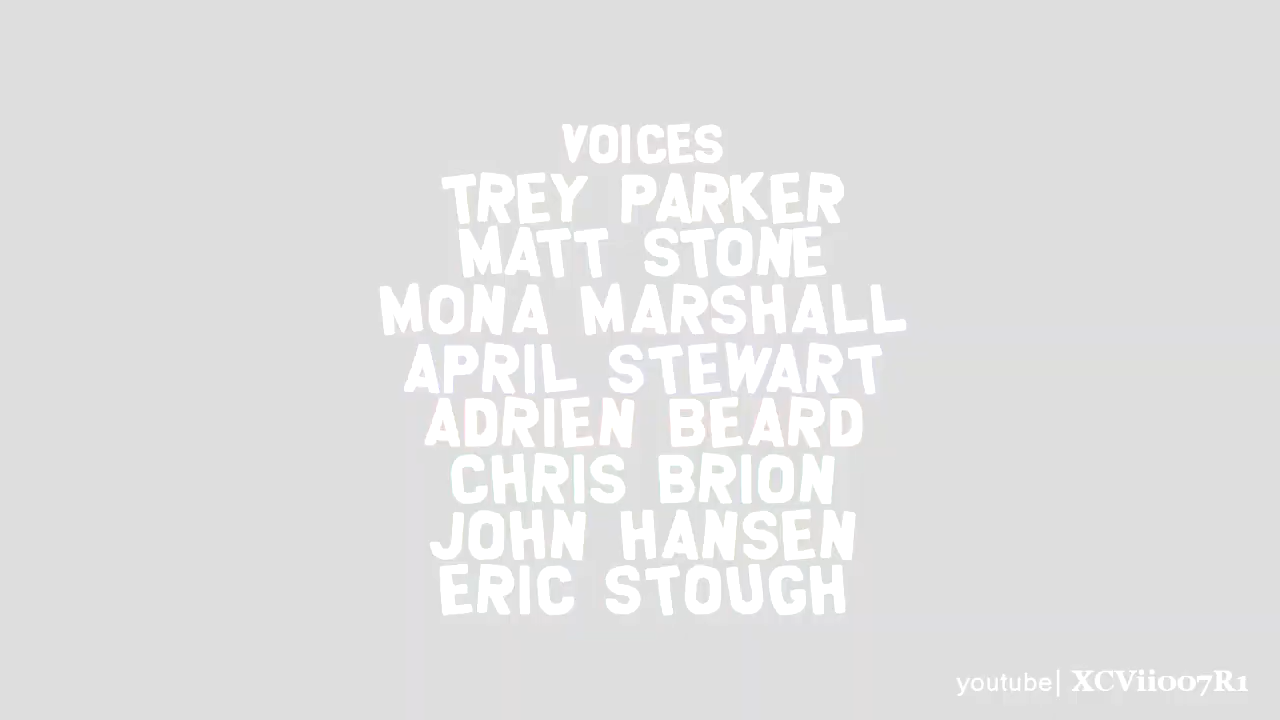 VOICES
TREY PARKER
MATT STONE
MONA MARSHALL
APRIL STEWART
ADRIEN BEARD
CHRIS BRION
JOHN HANSEN
ERIC STOUGH
youtube| XCVii007R1